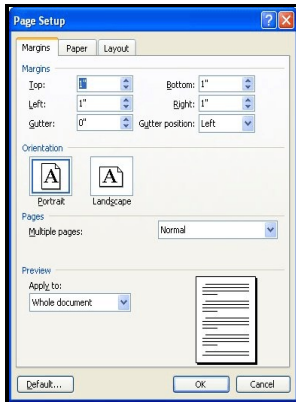 Page Setup
Margins Paper Layout
Margins
Top: 1" Bottom: 1"
Left: 1" Right: 1"
Gutter: 0" Gutter position: Left
Orientation
A A
Portrait Landscape
Pages
Multiple pages: Normal
Preview
Apply to:
Whole document
Default... OK Cancel